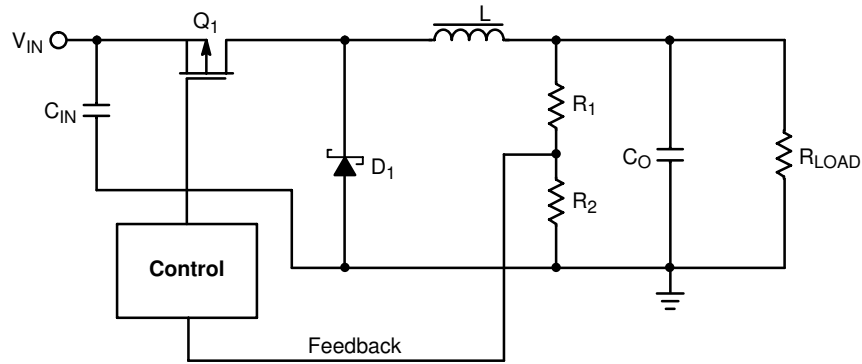 Q1
L
VIN
CIN
R1
D1
CO
RLOAD
R2
Control
Feedback